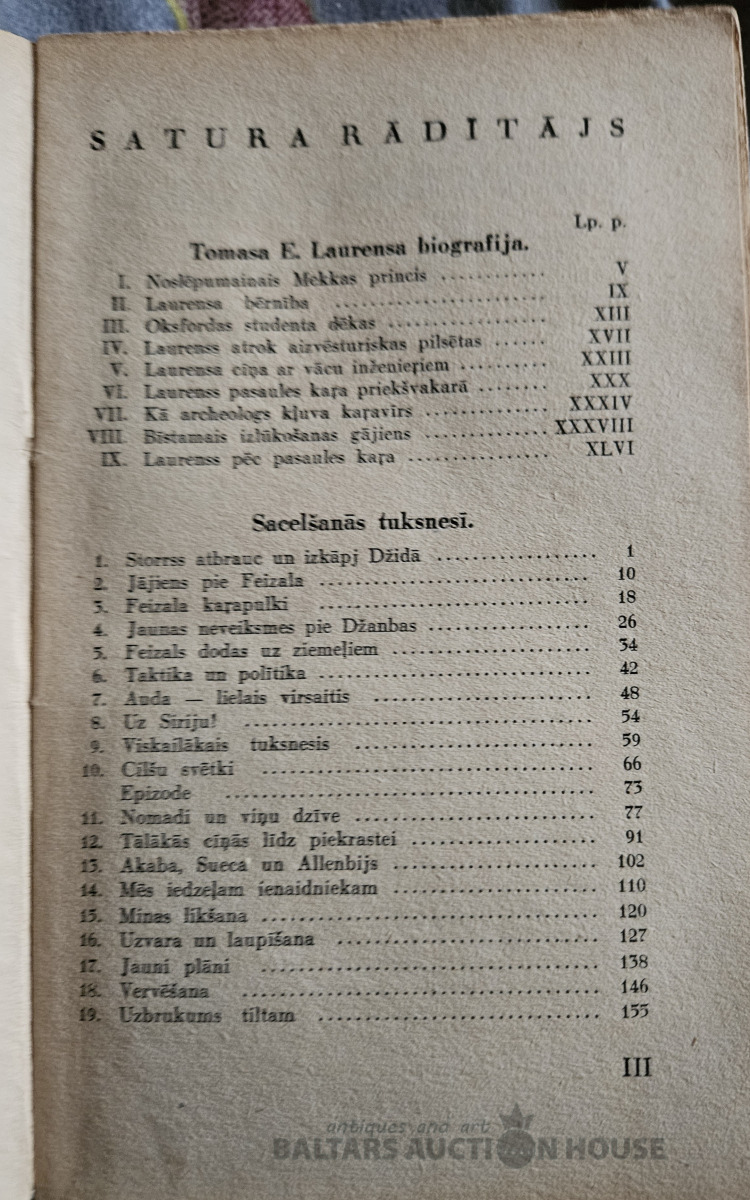 SATURA RĀDĪTĀJS
Lp. p.
Tomasa E. Laurensa biografija.
I. Noslēpumainais Mekkas princis ............ V
II. Laurensa bērnība ........................ IX
III. Oksfordas studenta dēkas .................. XIII
IV. Laurenss atrok aizvēsturiskas pilsētas ...... XVII
V. Laurensa cīņa ar vācu inženieŗiem .......... XXIII
VI. Laurenss pasaules kaŗa priekšvakarā ........ XXX
VII. Kā archeologs kļuva kaŗavīrs .............. XXXIV
VIII. Bīstamais izlūkošanas gājiens .............. XXXVIII
IX. Laurenss pēc pasaules kaŗa ................ XLVI
Sacelšanās tuksnesī.
1. Storrss atbrauc un izkāpj Džidā .................. 1
2. Jājiens pie Feizala .............................. 10
3. Feizala kaŗapulki .............................. 18
4. Jaunas neveiksmes pie Džanbas .................. 26
5. Feizals dodas uz ziemeļiem ...................... 34
6. Taktika un polītika .............................. 42
7. Auda — lielais virsaitis ........................ 48
8. Uz Sīriju! ...................................... 54
9. Viskailākais tuksnesis .......................... 59
10. Cilšu svētki .................................... 66
Epizode ........................................ 73
11. Nomadi un viņu dzīve .......................... 77
12. Tālākās cīņās līdz piekrastei .................... 91
13. Akaba, Sueca un Allenbijs ...................... 102
14. Mēs iedzeļam ienaidniekam ...................... 110
15. Mīnas likšana .................................... 120
16. Uzvara un laupīšana ............................ 127
17. Jauni plāni .................................... 138
18. Vervēšana ...................................... 146
19. Uzbrukums tiltam .............................. 155
III
antiques and art
BALTARS AUCTION HOUSE